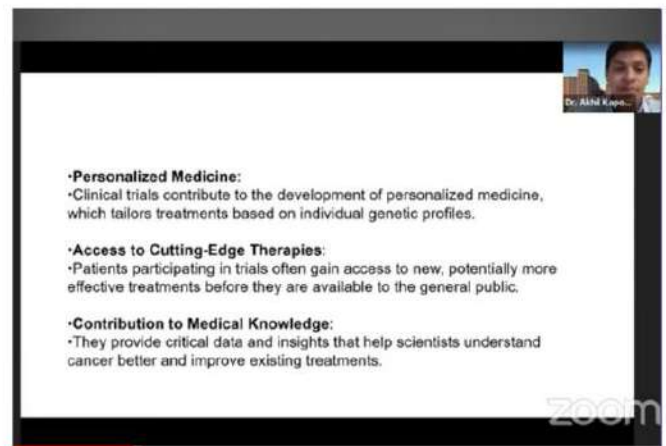 Dr. Akhil Kapo...
•Personalized Medicine:
•Clinical trials contribute to the development of personalized medicine,
which tailors treatments based on individual genetic profiles.
•Access to Cutting-Edge Therapies:
•Patients participating in trials often gain access to new, potentially more
effective treatments before they are available to the general public.
•Contribution to Medical Knowledge:
•They provide critical data and insights that help scientists understand
cancer better and improve existing treatments.
zoom